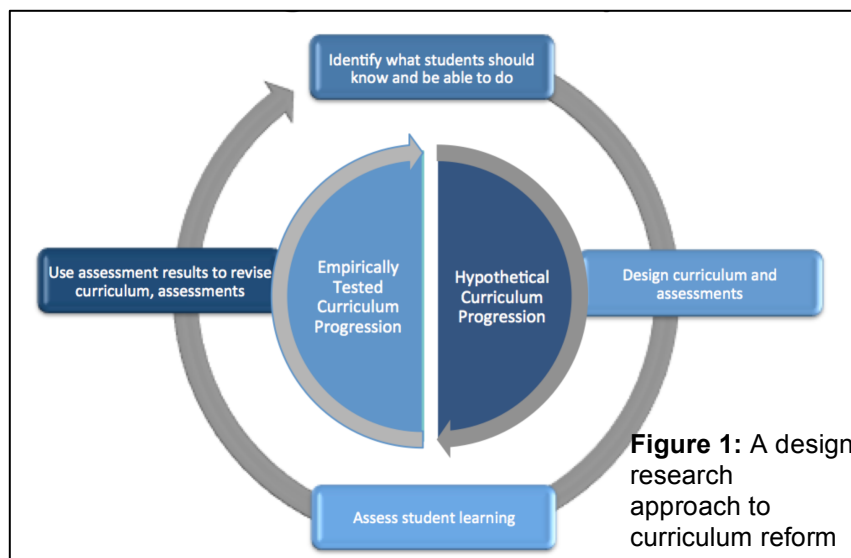 Identify what students should
know and be able to do
Use assessment results to revise
curriculum, assessments
Empirically
Tested
Curriculum
Progression
Hypothetical
Curriculum
Progression
Design curriculum and
assessments
Assess student learning
Figure 1: A design
research
approach to
curriculum reform